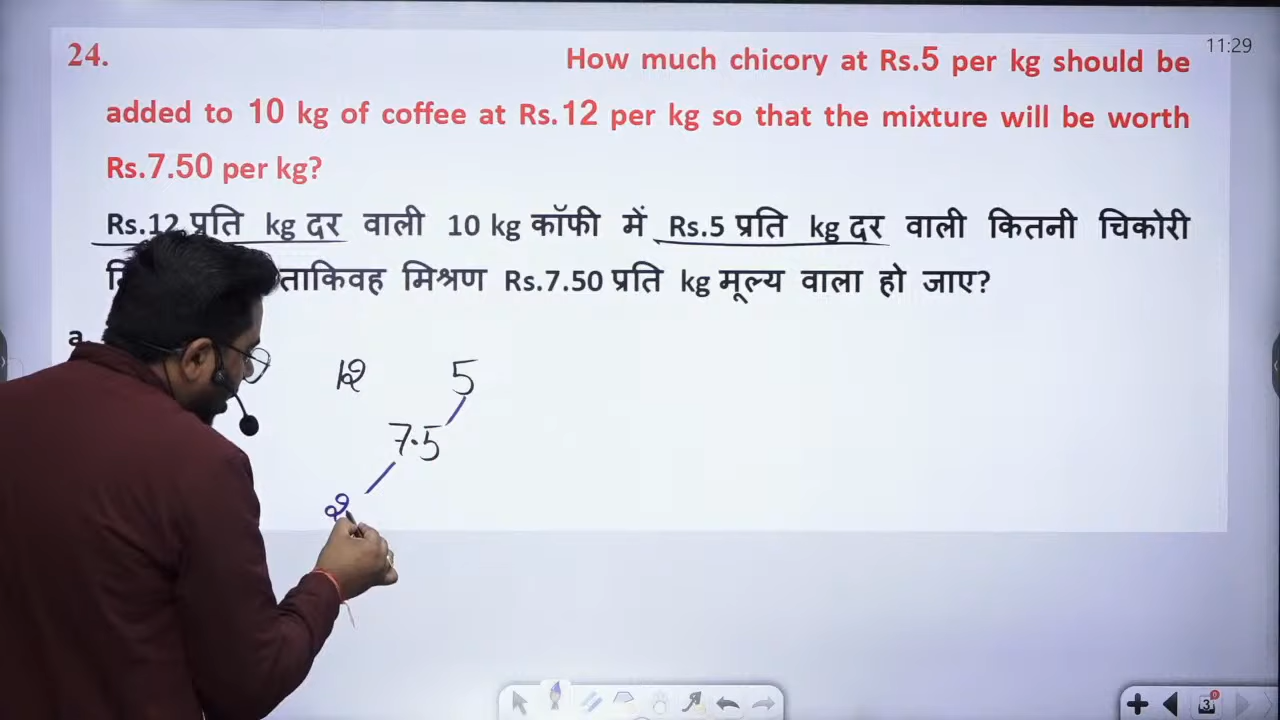 24.
How much chicory at Rs.5 per kg should be
11:29
added to 10 kg of coffee at Rs.12 per kg so that the mixture will be worth
Rs.7.50 per kg?
Rs.12 प्रति kg दर वाली 10 kg कॉफी में Rs.5 प्रति kg दर वाली कितनी चिकोरी
ताकिवह मिश्रण Rs.7.50 प्रति kg मूल्य वाला हो जाए?
a
12 5
7.5
2
3